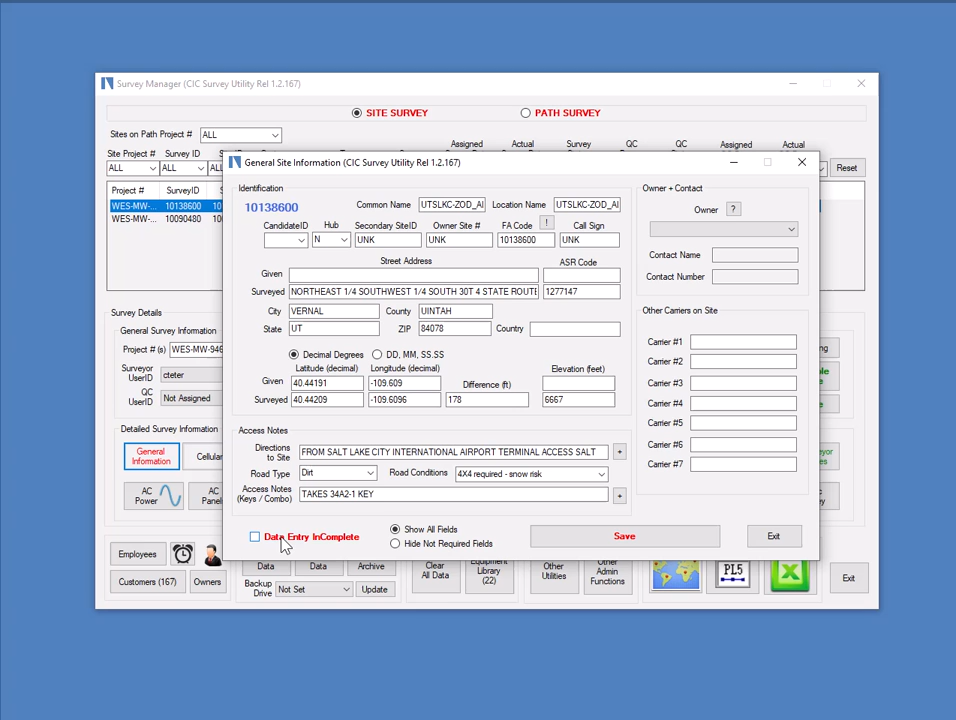 Survey Manager (CIC Survey Utility Rel 1.2.167)
SITE SURVEY
PATH SURVEY
Sites on Path Project #
ALL
Assigned
Actual
Survey
QC
QC
Assigned
Actual
Site Project #
Survey ID
ALL
ALL
ALL
Reset
Project #
SurveyID
WES-MW-...
WES-MW-...
10090480
General Site Information (CIC Survey Utility Rel 1.2.167)
Identification
10138600
Common Name
UTSLKC-ZOD_AI
Location Name
UTSLKC-ZOD_AI
CandidateID
Hub
Secondary SiteID
Owner Site #
FA Code
!
Call Sign
N
UNK
UNK
10138600
UNK
Street Address
ASR Code
Given
Surveyed
NORTHEAST 1/4 SOUTHWEST 1/4 SOUTH 30T 4 STATE ROUTE
1277147
City
VERNAL
County
UINTAH
State
UT
ZIP
84078
Country
Decimal Degrees
DD, MM, SS.SS
Latitude (decimal)
Longitude (decimal)
Difference (ft)
Elevation (feet)
Given
40.44191
-109.609
Surveyed
40.44209
-109.6096
178
6667
Access Notes
Directions
to Site
FROM SALT LAKE CITY INTERNATIONAL AIRPORT TERMINAL ACCESS SALT
+
Road Type
Dirt
Road Conditions
4X4 required - snow risk
Access Notes
(Keys / Combo)
TAKES 34A2-1 KEY
+
Data Entry InComplete
Show All Fields
Hide Not Required Fields
Save
Exit
Owner + Contact
Owner
?
Contact Name
Contact Number
Other Carriers on Site
Carrier #1
Carrier #2
Carrier #3
Carrier #4
Carrier #5
Carrier #6
Carrier #7
Survey Details
General Survey Information
Project # (s)
WES-MW-946
Surveyor
UserID
cteter
QC
UserID
Not Assigned
Detailed Survey Information
General
Information
Cellular
AC
Power
AC
Panel
Employees
Customers (167)
Owners
Data
Data
Archive
Backup
Drive
Not Set
Update
Clear
All Data
Equipment
Library
(22)
Other
Utilities
Other
Admin
Functions
PL5
Exit